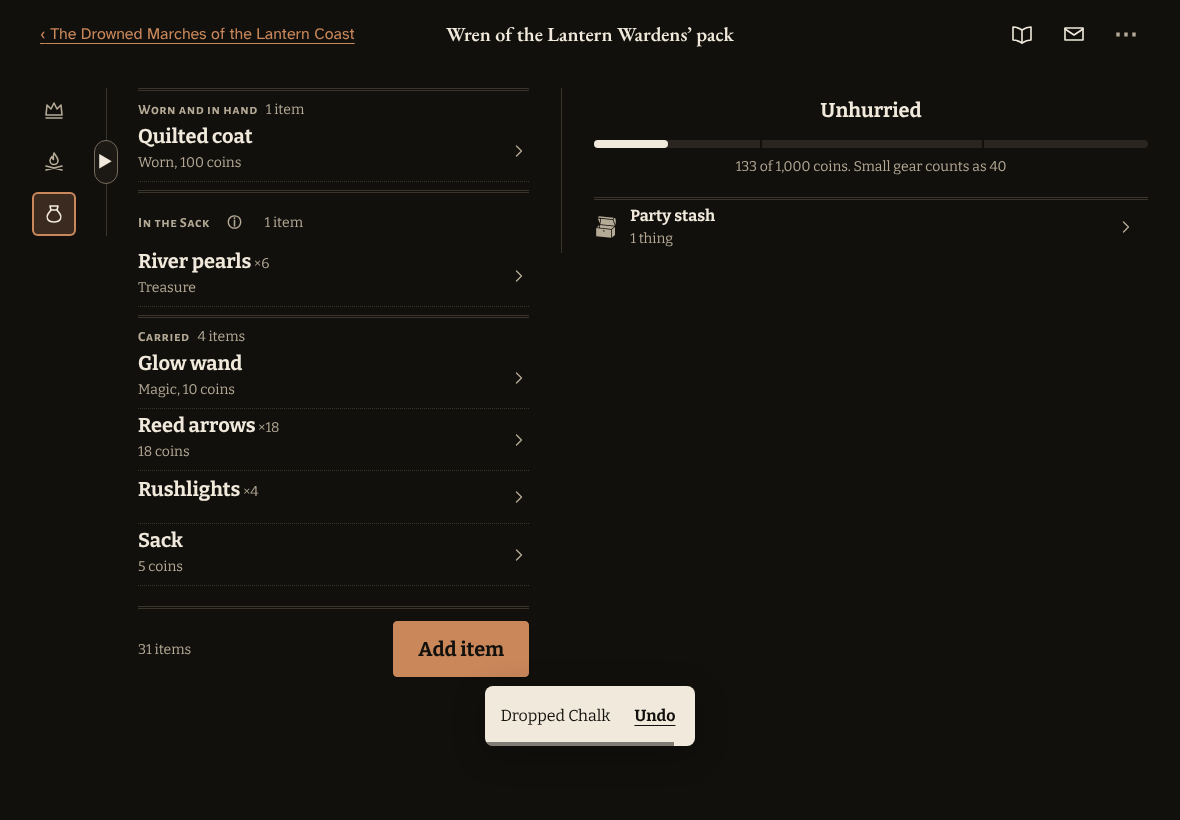 ‹ The Drowned Marches of the Lantern Coast
Wren of the Lantern Wardens’ pack
Worn and in hand 1 item
Quilted coat
Worn, 100 coins
In the Sack 1 item
River pearls ×6
Treasure
Carried 4 items
Glow wand
Magic, 10 coins
Reed arrows ×18
18 coins
Rushlights ×4
Sack
5 coins
31 items
Add item
Unhurried
133 of 1,000 coins. Small gear counts as 40
Party stash
1 thing
Dropped Chalk Undo